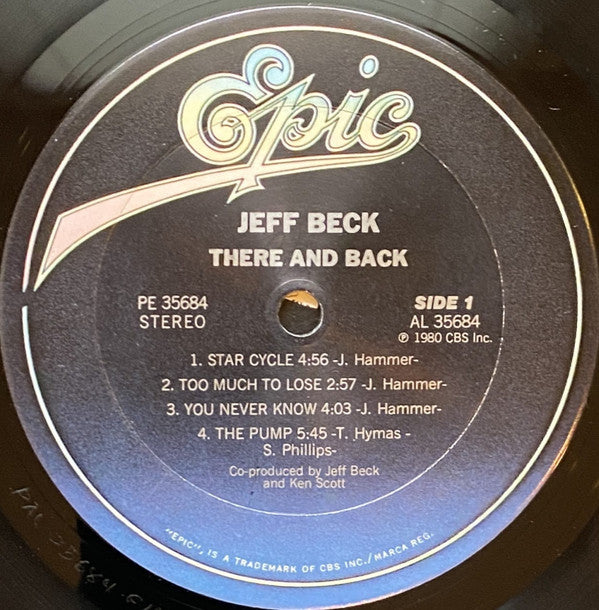 Epic
JEFF BECK
THERE AND BACK
PE 35684
STEREO
SIDE 1
AL 35684
℗ 1980 CBS Inc.
1. STAR CYCLE 4:56 -J. Hammer-
2. TOO MUCH TO LOSE 2:57 -J. Hammer-
3. YOU NEVER KNOW 4:03 -J. Hammer-
4. THE PUMP 5:45 -T. Hymas -
S. Phillips-
Co-produced by Jeff Beck
and Ken Scott
"EPIC", IS A TRADEMARK OF CBS INC./MARCA REG.